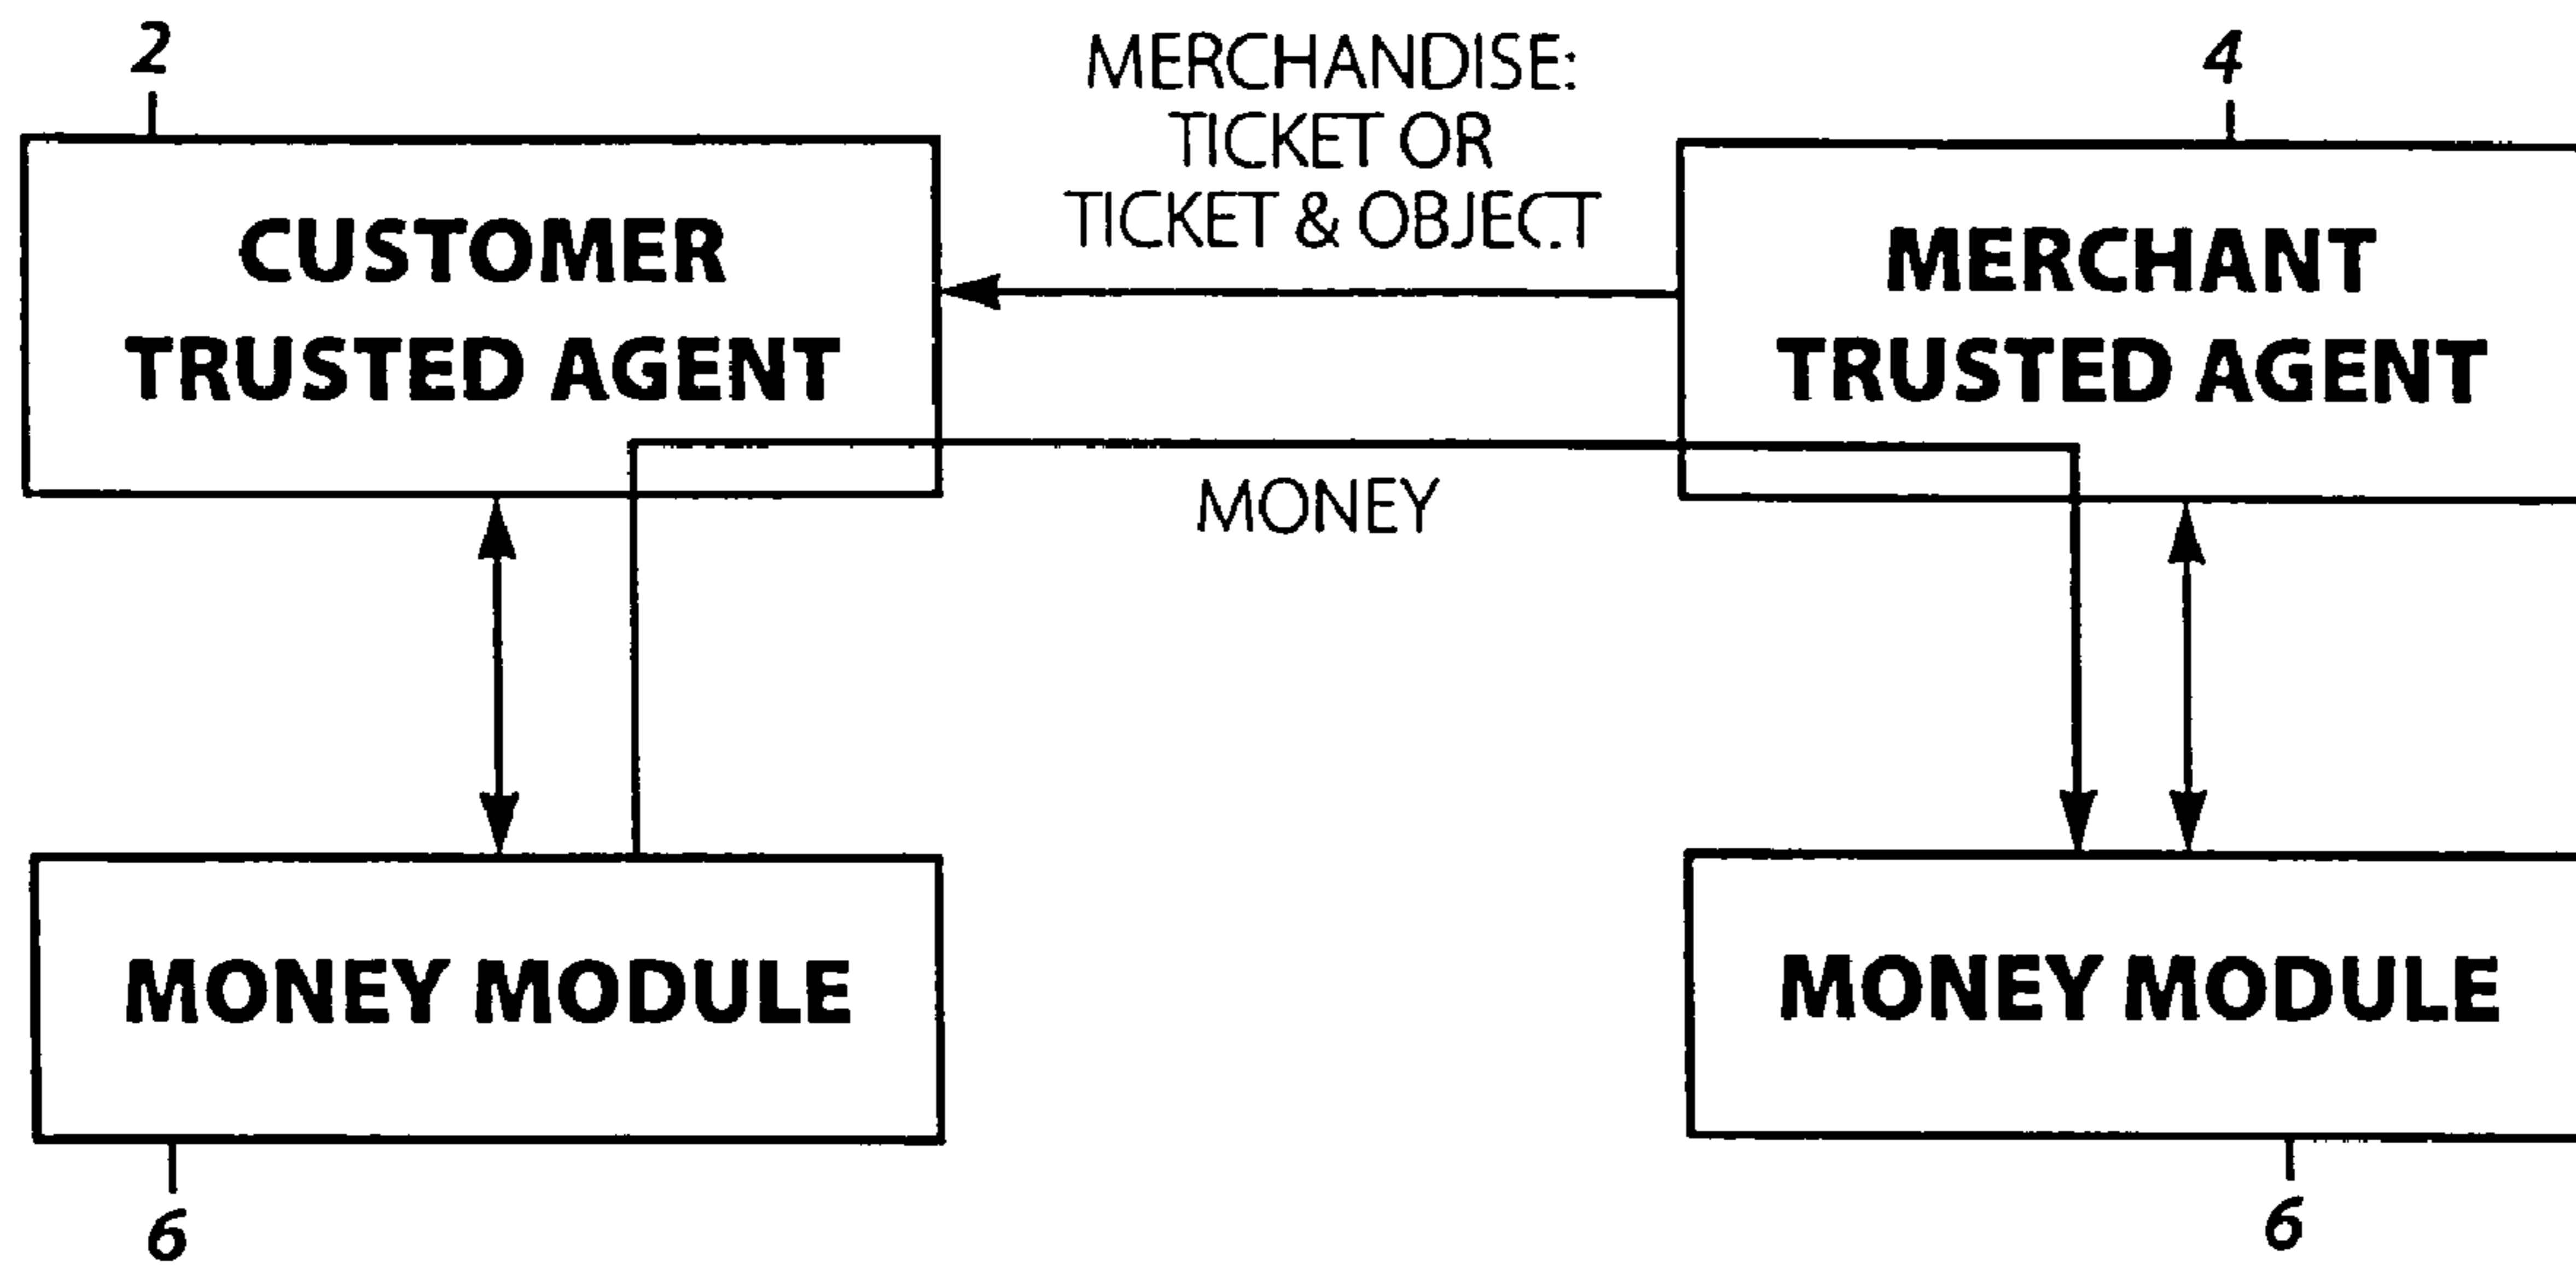 2
4
MERCHANDISE:
TICKET OR
TICKET & OBJECT
CUSTOMER
TRUSTED AGENT
MERCHANT
TRUSTED AGENT
MONEY
MONEY MODULE
MONEY MODULE
6
6